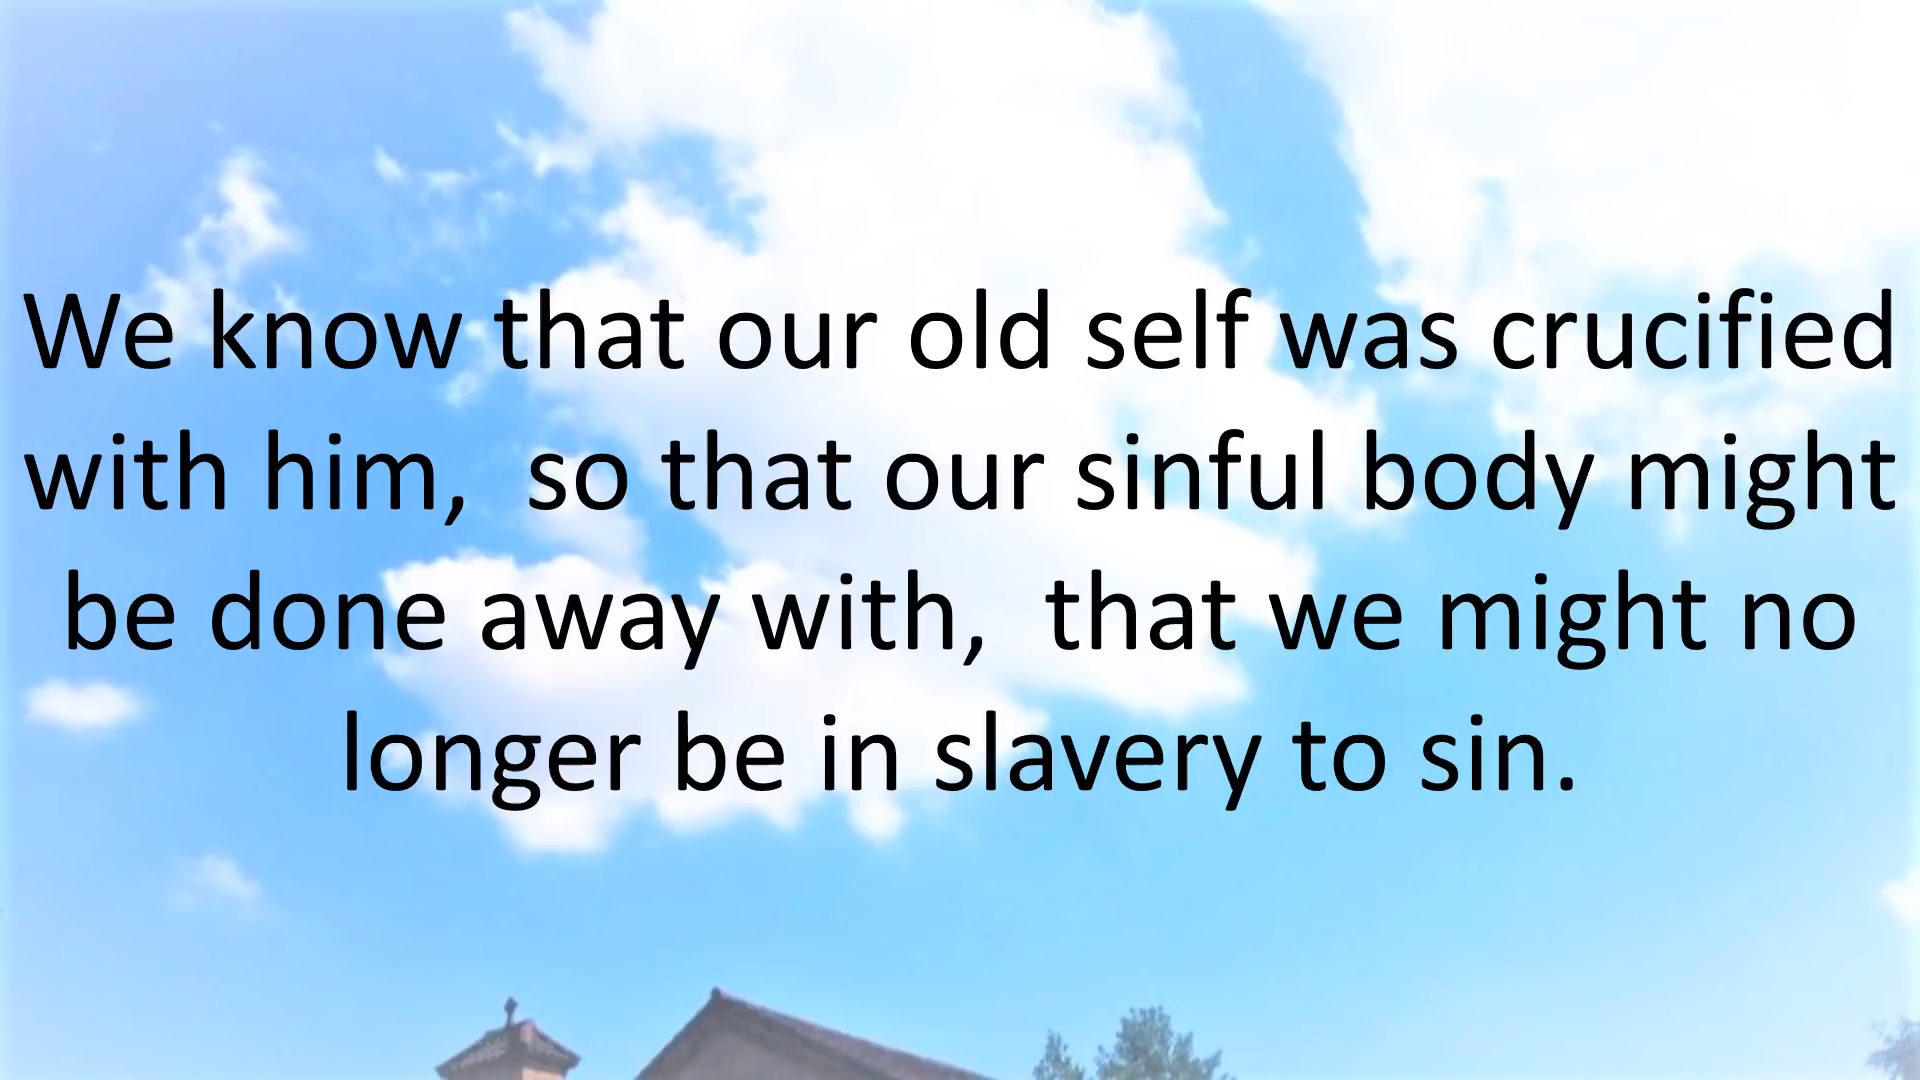 We know that our old self was crucified
with him,  so that our sinful body might
be done away with,  that we might no
longer be in slavery to sin.